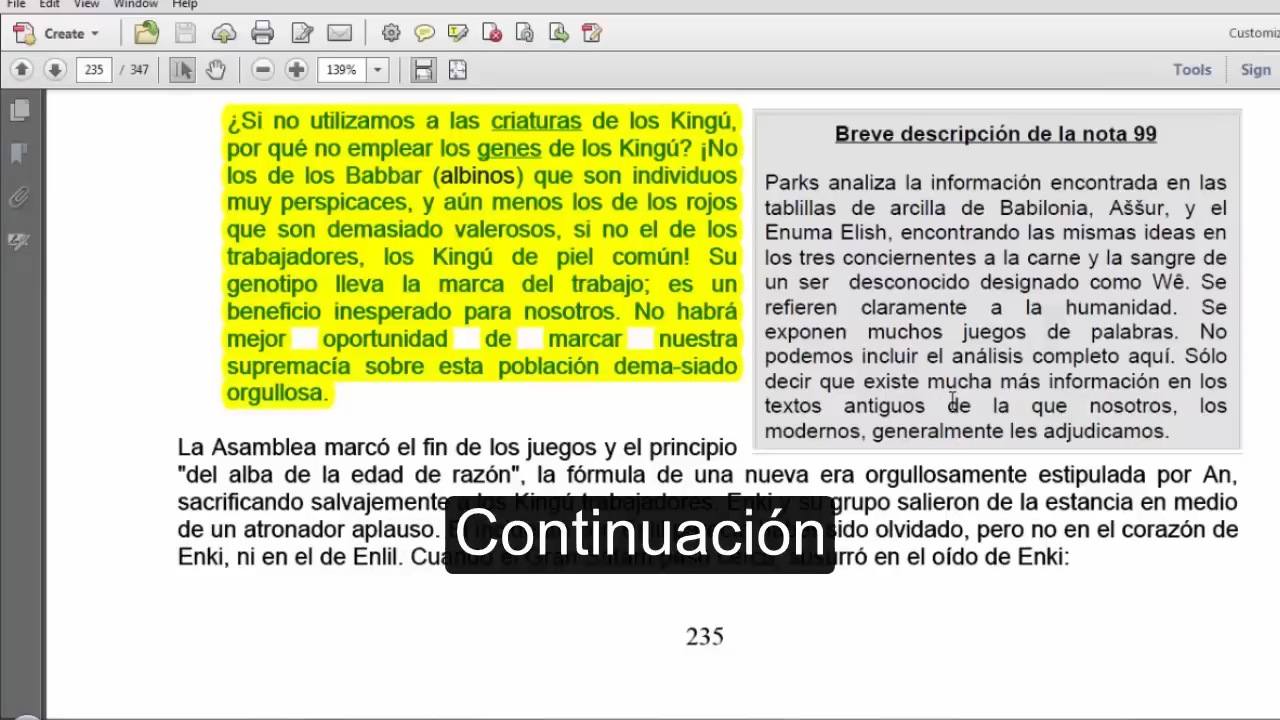 File Edit View Window Help
Create
Customiz
235 / 347
139%
Tools Sign
¿Si no utilizamos a las criaturas de los Kingú,
por qué no emplear los genes de los Kingú? ¡No
los de los Babbar (albinos) que son individuos
muy perspicaces, y aún menos los de los rojos
que son demasiado valerosos, si no el de los
trabajadores, los Kingú de piel común! Su
genotipo lleva la marca del trabajo; es un
beneficio inesperado para nosotros. No habrá
mejor oportunidad de marcar nuestra
supremacía sobre esta población dema-siado
orgullosa.
Breve descripción de la nota 99
Parks analiza la información encontrada en las
tablillas de arcilla de Babilonia, Aššur, y el
Enuma Elish, encontrando las mismas ideas en
los tres conciernentes a la carne y la sangre de
un ser desconocido designado como Wê. Se
refieren claramente a la humanidad. Se
exponen muchos juegos de palabras. No
podemos incluir el análisis completo aquí. Sólo
decir que existe mucha más información en los
textos antiguos de la que nosotros, los
modernos, generalmente les adjudicamos.
La Asamblea marcó el fin de los juegos y el principio
"del alba de la edad de razón", la fórmula de una nueva era orgullosamente estipulada por An,
sacrificando salvajemente a los Kingú trabajadores. Enki y su grupo salieron de la estancia en medio
de un atronador aplauso. sido olvidado, pero no en el corazón de
Enki, ni en el de Enlil. Cuando el Gran en el oído de Enki:
Continuación
235